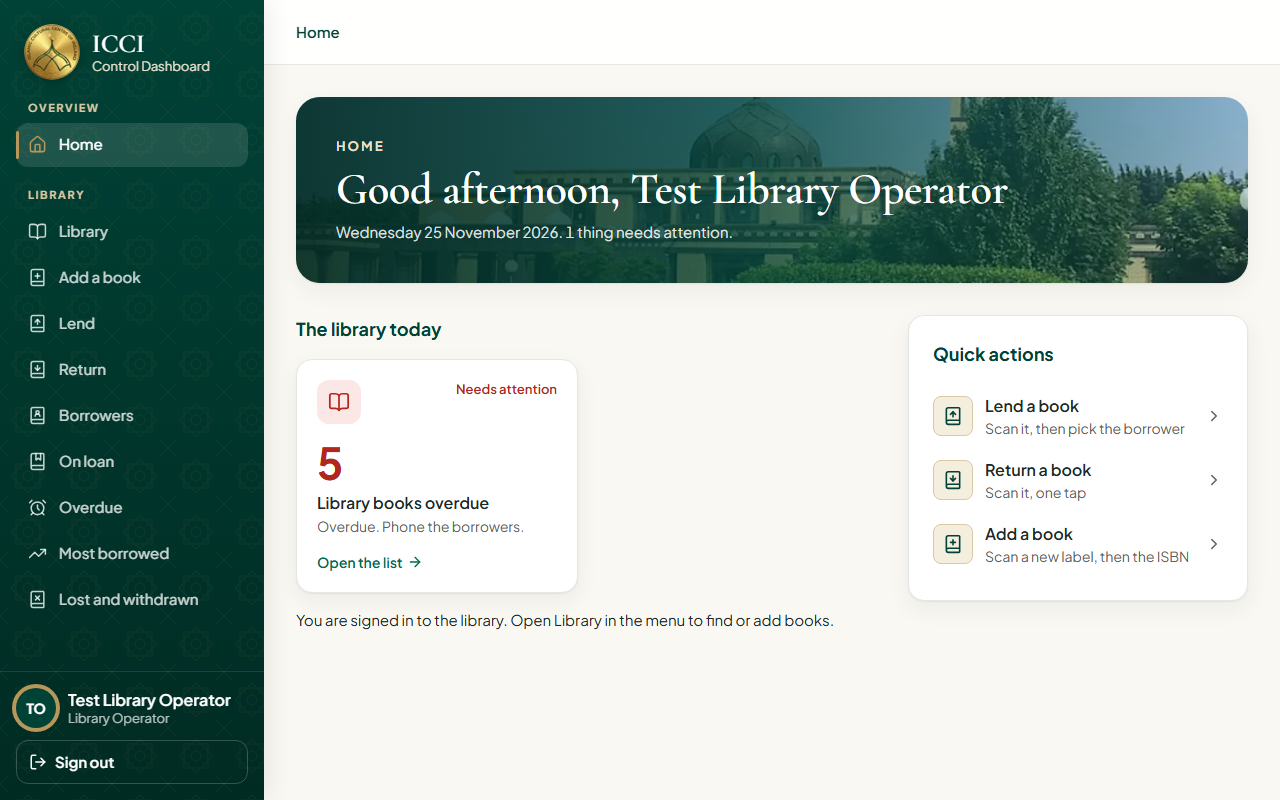 ICCI
Control Dashboard
OVERVIEW
Home
LIBRARY
Library
Add a book
Lend
Return
Borrowers
On loan
Overdue
Most borrowed
Lost and withdrawn
TO
Test Library Operator
Library Operator
Sign out
Home
HOME
Good afternoon, Test Library Operator
Wednesday 25 November 2026. 1 thing needs attention.
The library today
Needs attention
5
Library books overdue
Overdue. Phone the borrowers.
Open the list
You are signed in to the library. Open Library in the menu to find or add books.
Quick actions
Lend a book
Scan it, then pick the borrower
Return a book
Scan it, one tap
Add a book
Scan a new label, then the ISBN